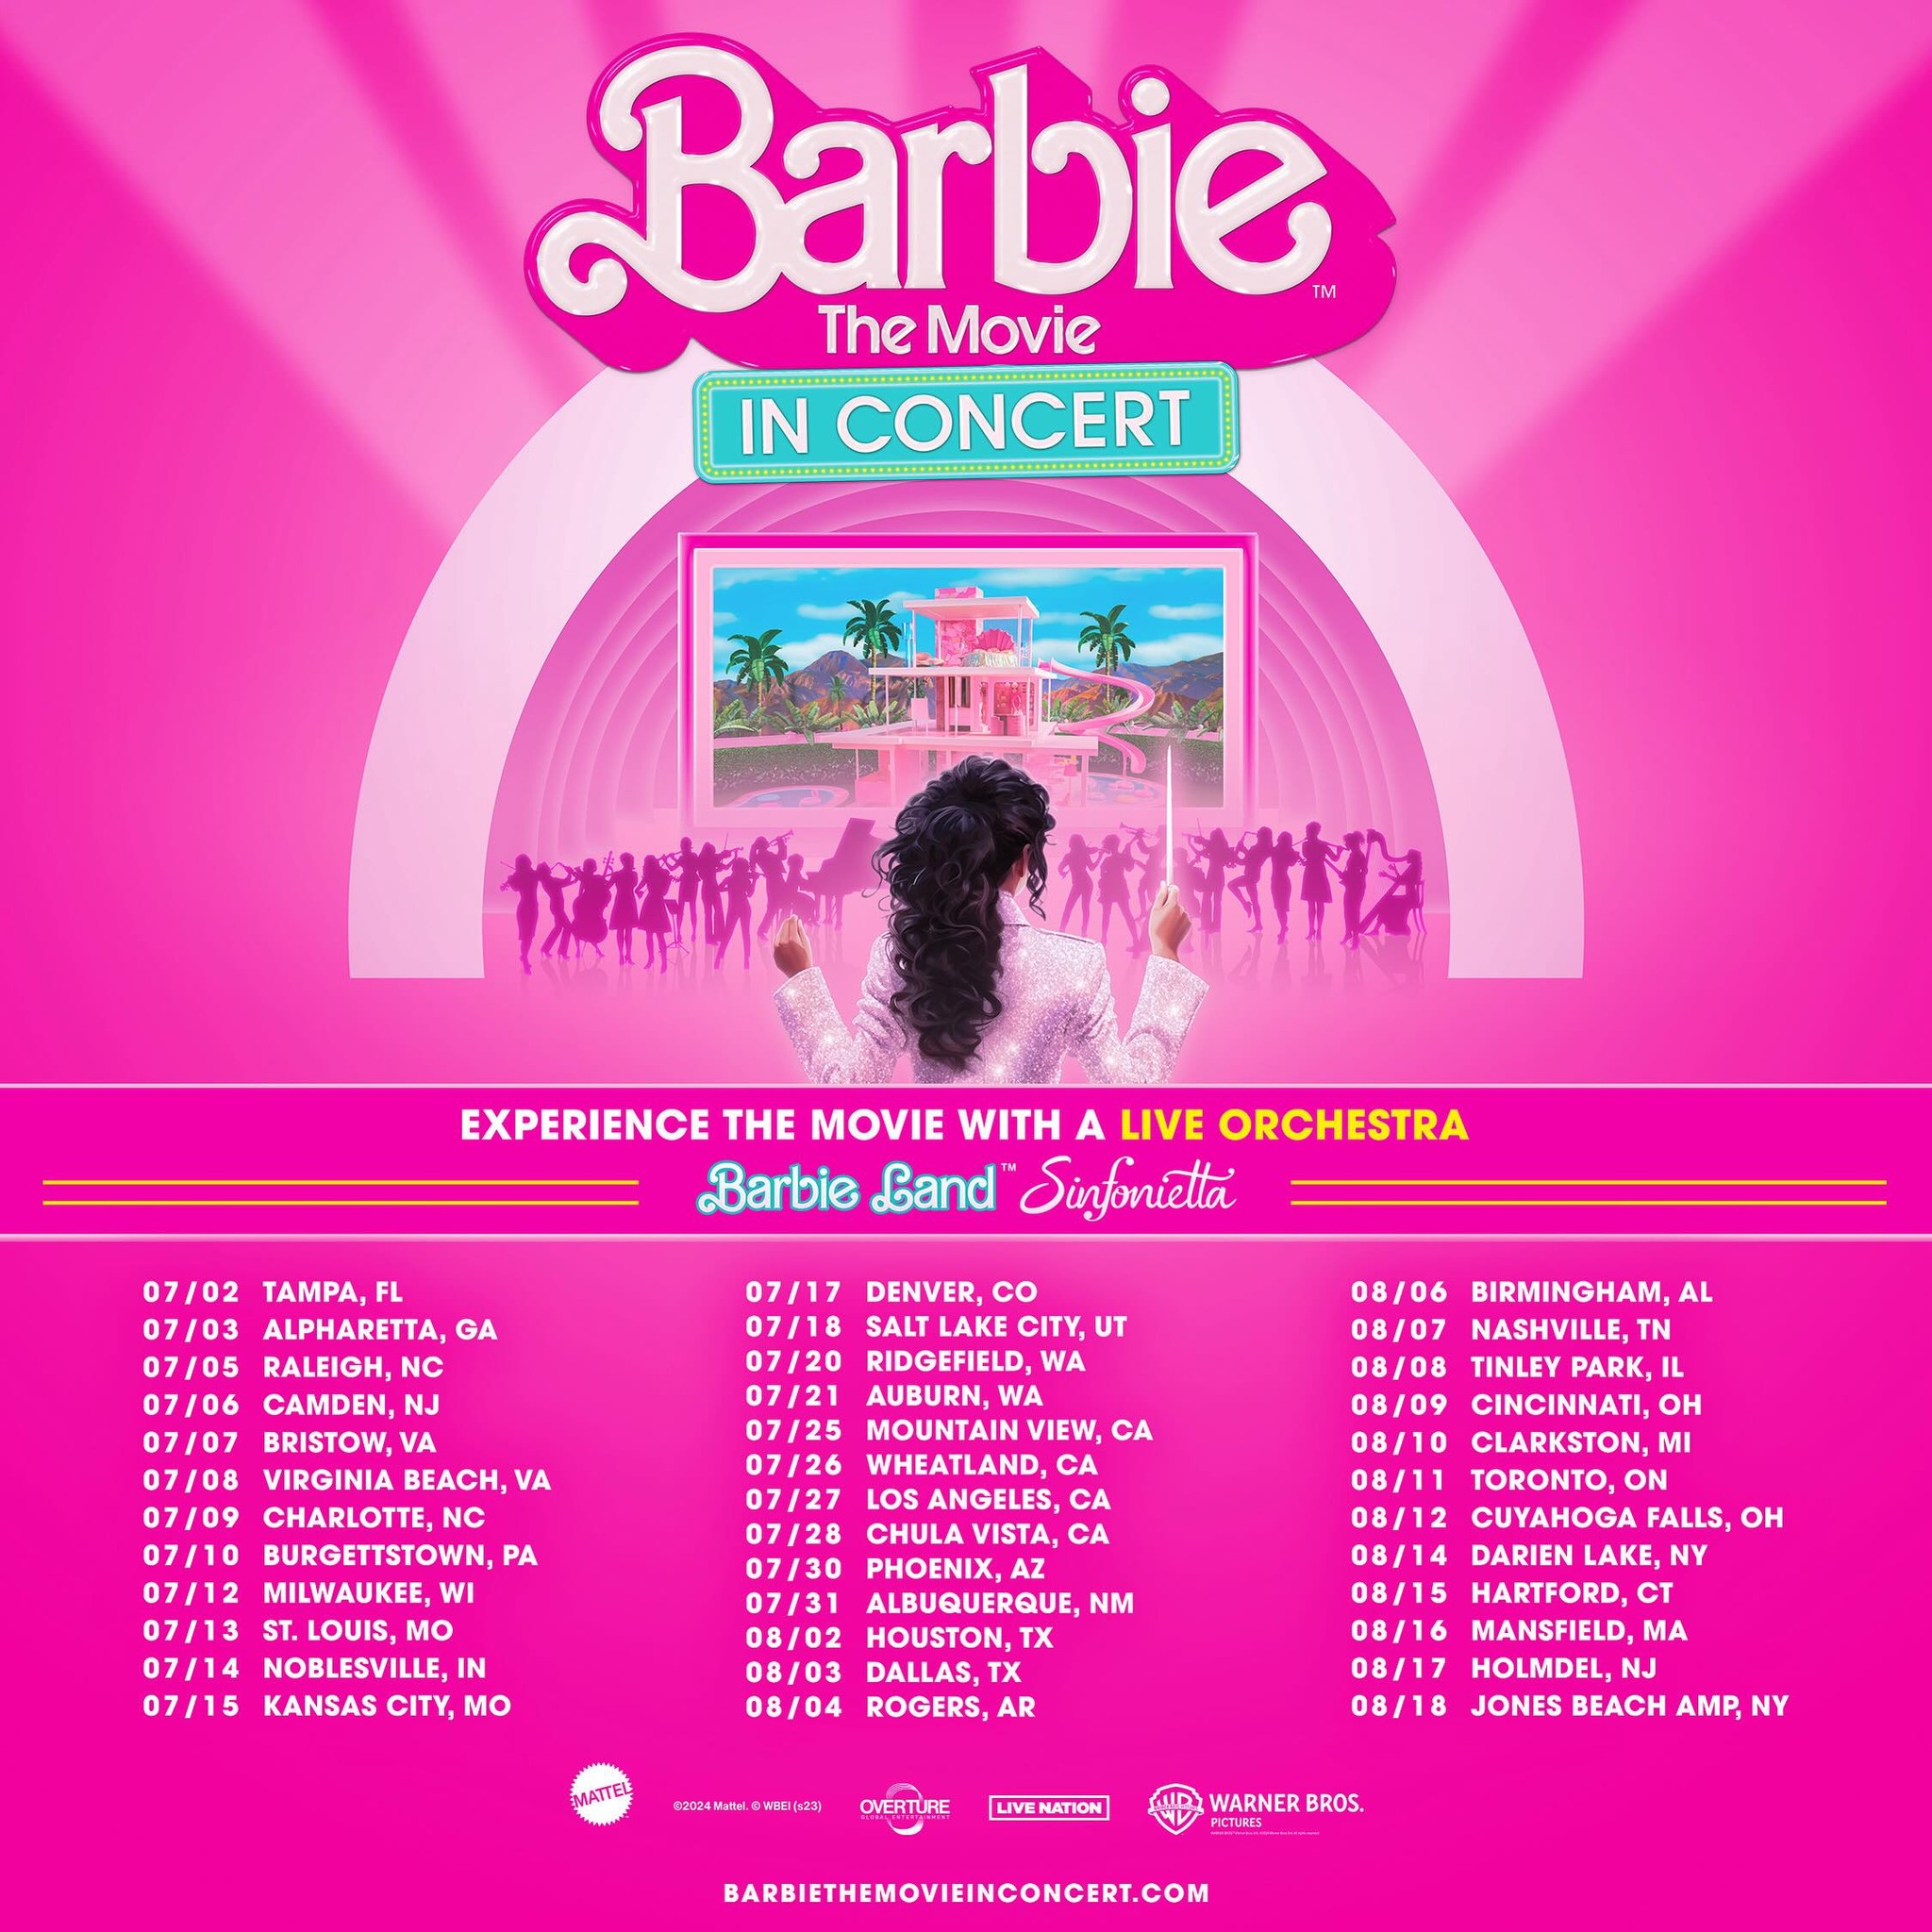 Barbie
TM
The Movie
IN CONCERT
EXPERIENCE THE MOVIE WITH A LIVE ORCHESTRA
Barbie Land™ Sinfonietta
07/02 TAMPA, FL
07/03 ALPHARETTA, GA
07/05 RALEIGH, NC
07/06 CAMDEN, NJ
07/07 BRISTOW, VA
07/08 VIRGINIA BEACH, VA
07/09 CHARLOTTE, NC
07/10 BURGETTSTOWN, PA
07/12 MILWAUKEE, WI
07/13 ST. LOUIS, MO
07/14 NOBLESVILLE, IN
07/15 KANSAS CITY, MO
07/17 DENVER, CO
07/18 SALT LAKE CITY, UT
07/20 RIDGEFIELD, WA
07/21 AUBURN, WA
07/25 MOUNTAIN VIEW, CA
07/26 WHEATLAND, CA
07/27 LOS ANGELES, CA
07/28 CHULA VISTA, CA
07/30 PHOENIX, AZ
07/31 ALBUQUERQUE, NM
08/02 HOUSTON, TX
08/03 DALLAS, TX
08/04 ROGERS, AR
08/06 BIRMINGHAM, AL
08/07 NASHVILLE, TN
08/08 TINLEY PARK, IL
08/09 CINCINNATI, OH
08/10 CLARKSTON, MI
08/11 TORONTO, ON
08/12 CUYAHOGA FALLS, OH
08/14 DARIEN LAKE, NY
08/15 HARTFORD, CT
08/16 MANSFIELD, MA
08/17 HOLMDEL, NJ
08/18 JONES BEACH AMP, NY
MATTEL
©2024 Mattel. © WBEI (s23)
OVERTURE
GLOBAL ENTERTAINMENT
LIVE NATION
WB
WARNER BROS.
PICTURES
BARBIETHEMOVIEINCONCERT.COM